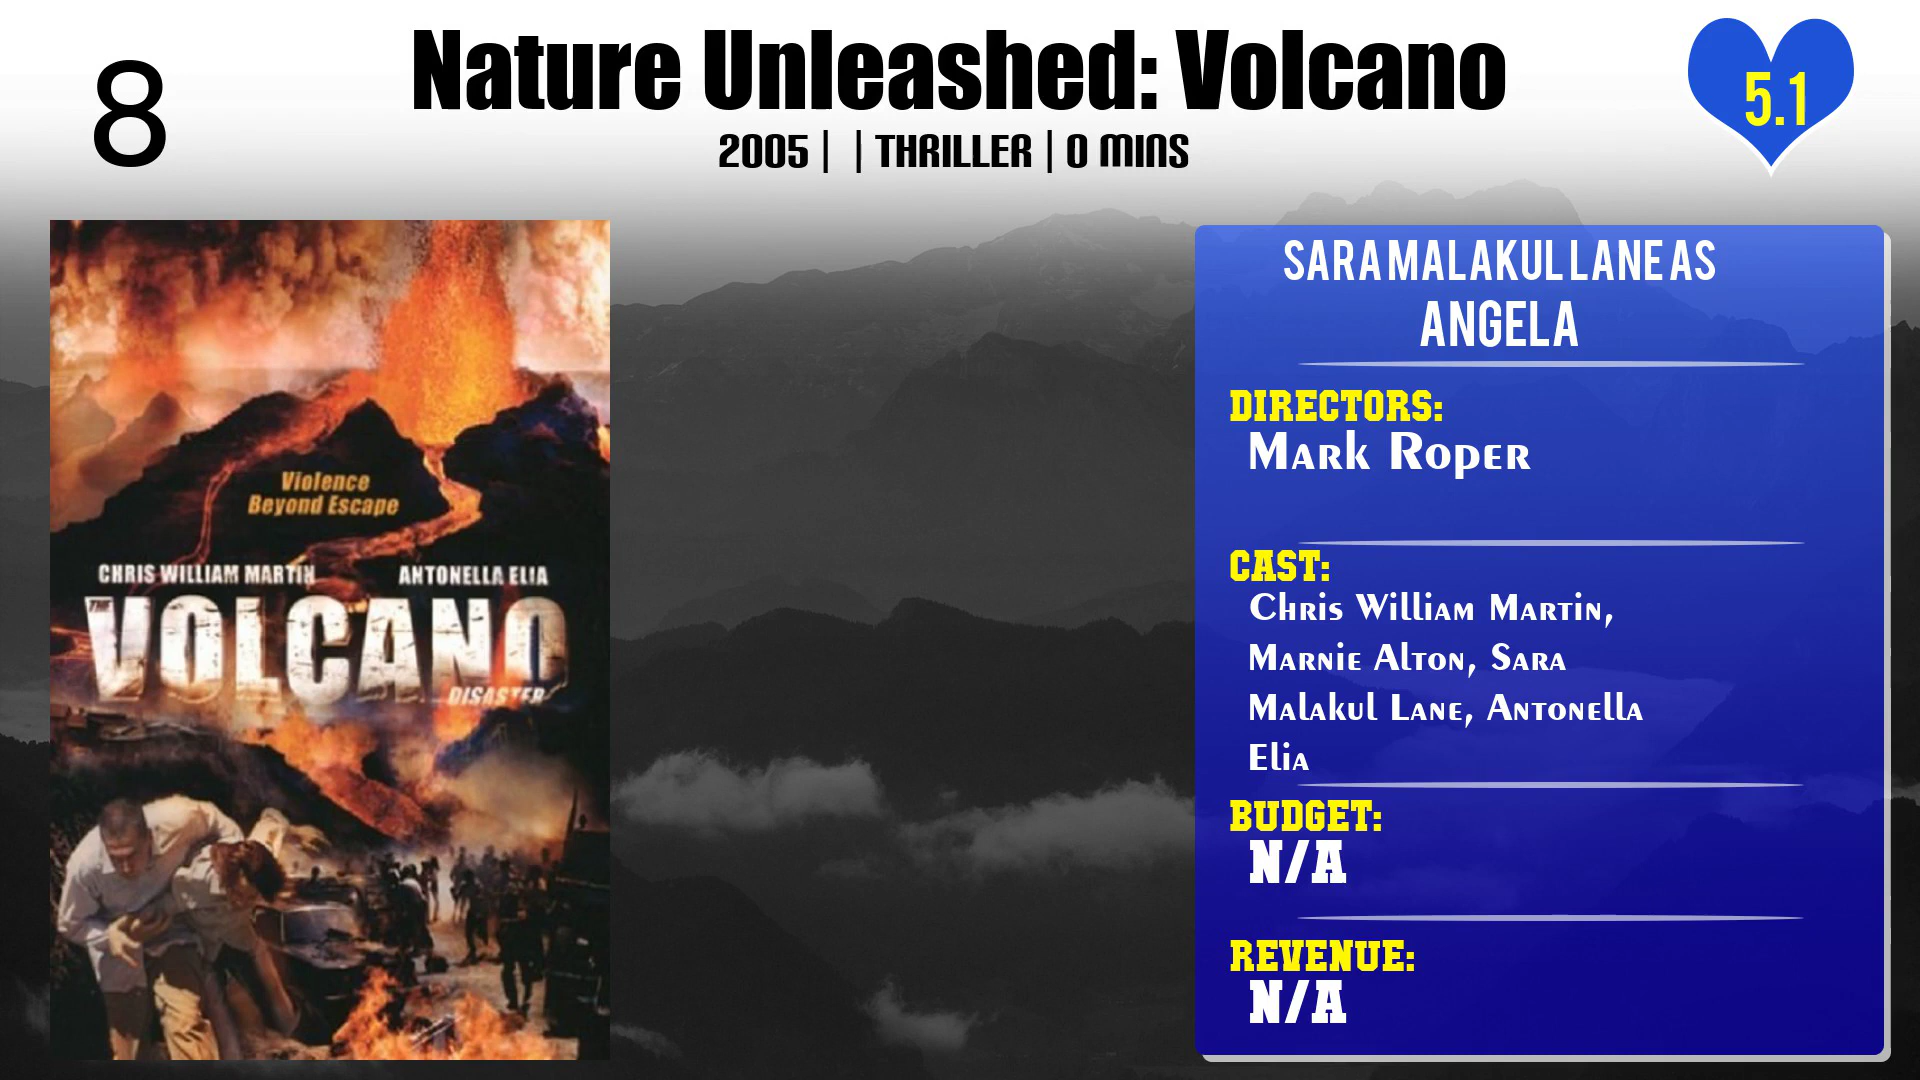 8
Nature Unleashed: Volcano
2005 | | THRILLER | 0 MINS
5.1
Violence
Beyond Escape
CHRIS WILLIAM MARTIN ANTONELLA ELIA
THE
VOLCANO
DISASTER
SARA MALAKUL LANE AS
ANGELA
DIRECTORS:
Mark Roper
CAST:
Chris William Martin,
Marnie Alton, Sara
Malakul Lane, Antonella
Elia
BUDGET:
N/A
REVENUE:
N/A